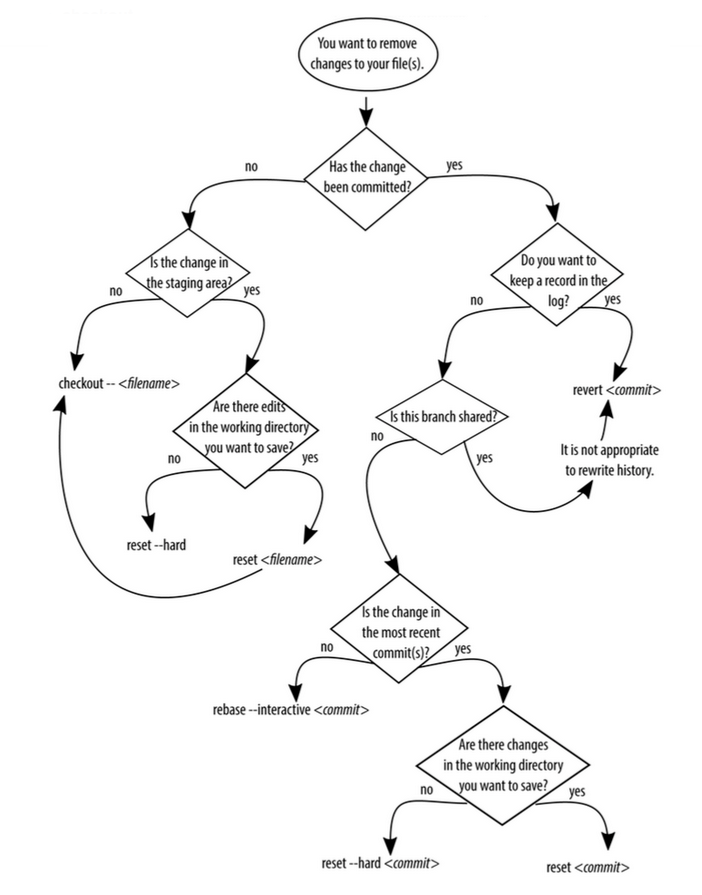 You want to remove
changes to your file(s).
Has the change
been committed?
no
yes
Is the change in
the staging area?
no
yes
Do you want to
keep a record in the
log?
no
yes
checkout -- <filename>
Are there edits
in the working directory
you want to save?
no
yes
Is this branch shared?
no
yes
revert <commit>
It is not appropriate
to rewrite history.
reset --hard
reset <filename>
Is the change in
the most recent
commit(s)?
no
yes
rebase --interactive <commit>
Are there changes
in the working directory
you want to save?
no
yes
reset --hard <commit>
reset <commit>